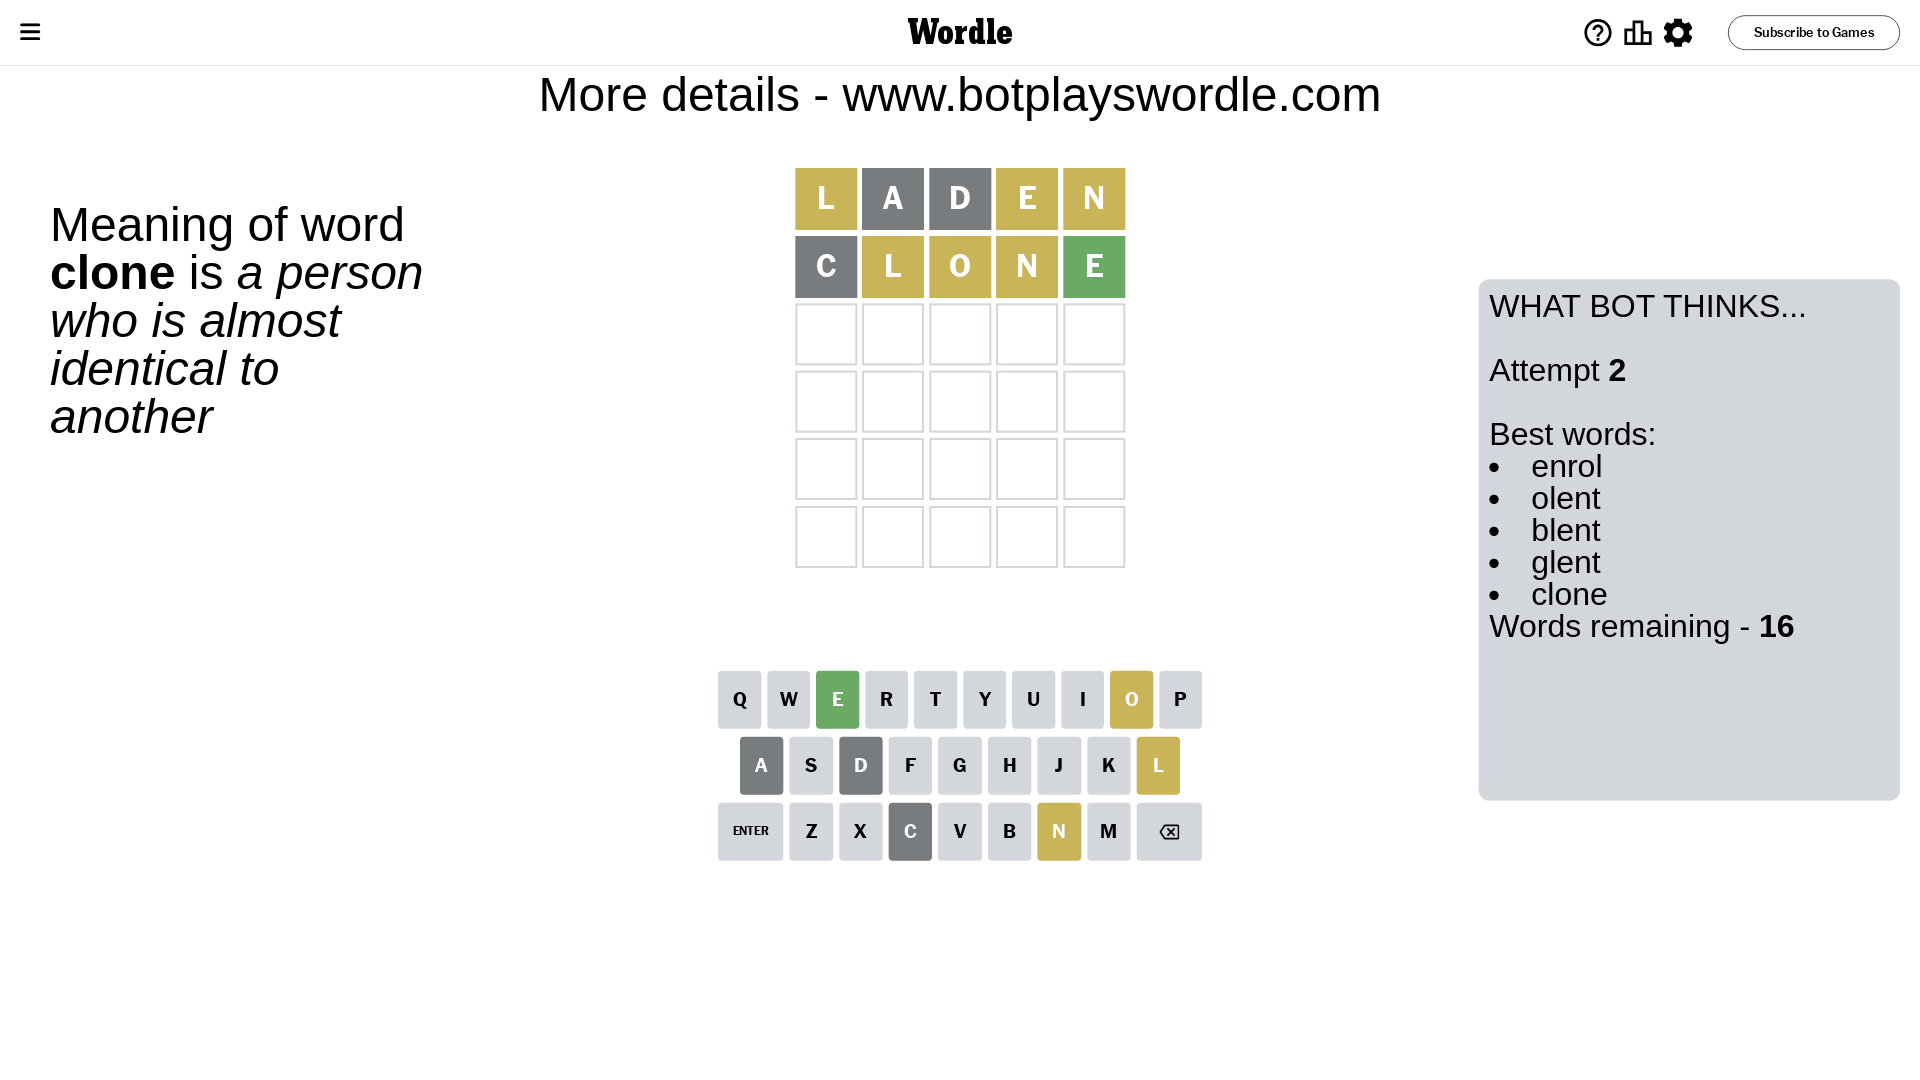 Wordle
Subscribe to Games
More details - www.botplayswordle.com
Meaning of word
clone is a person
who is almost
identical to
another
L A D E N
C L O N E
WHAT BOT THINKS...
Attempt 2
Best words:
• enrol
• olent
• blent
• glent
• clone
Words remaining - 16
Q W E R T Y U I O P
A S D F G H J K L
ENTER Z X C V B N M